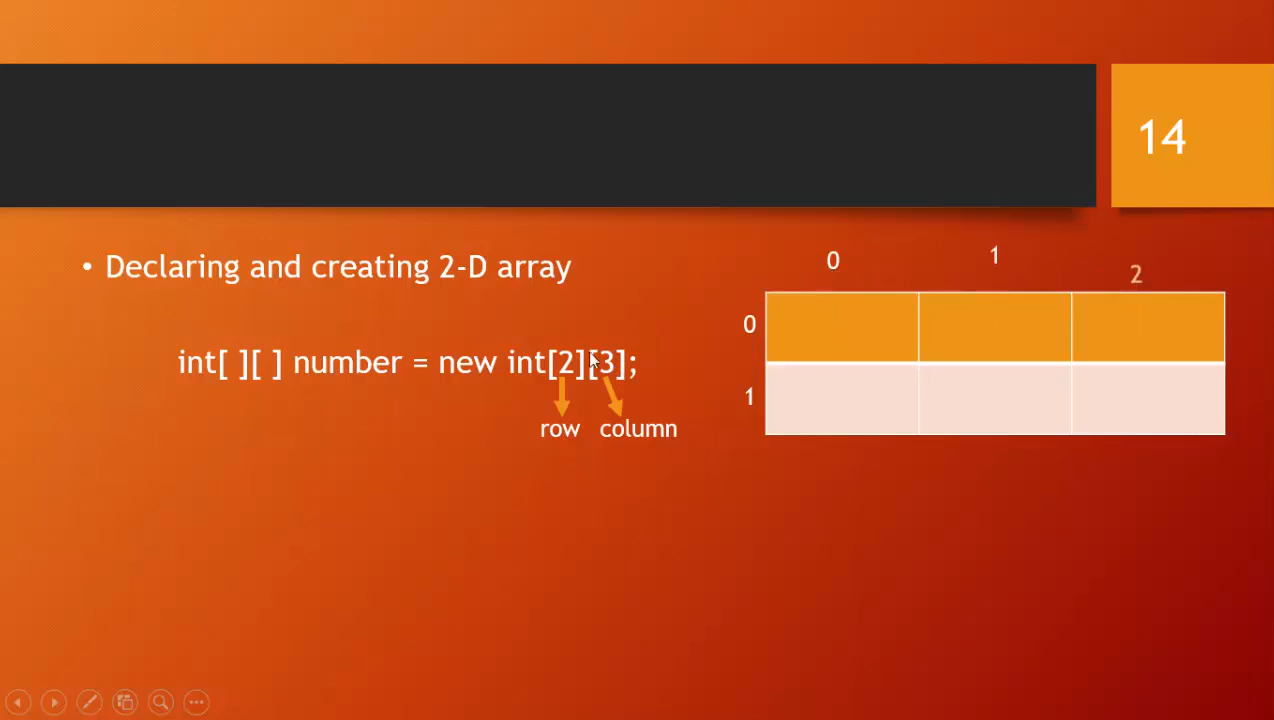 14
• Declaring and creating 2-D array
int[ ][ ] number = new int[2][3];
row column
0 1 2
0
1